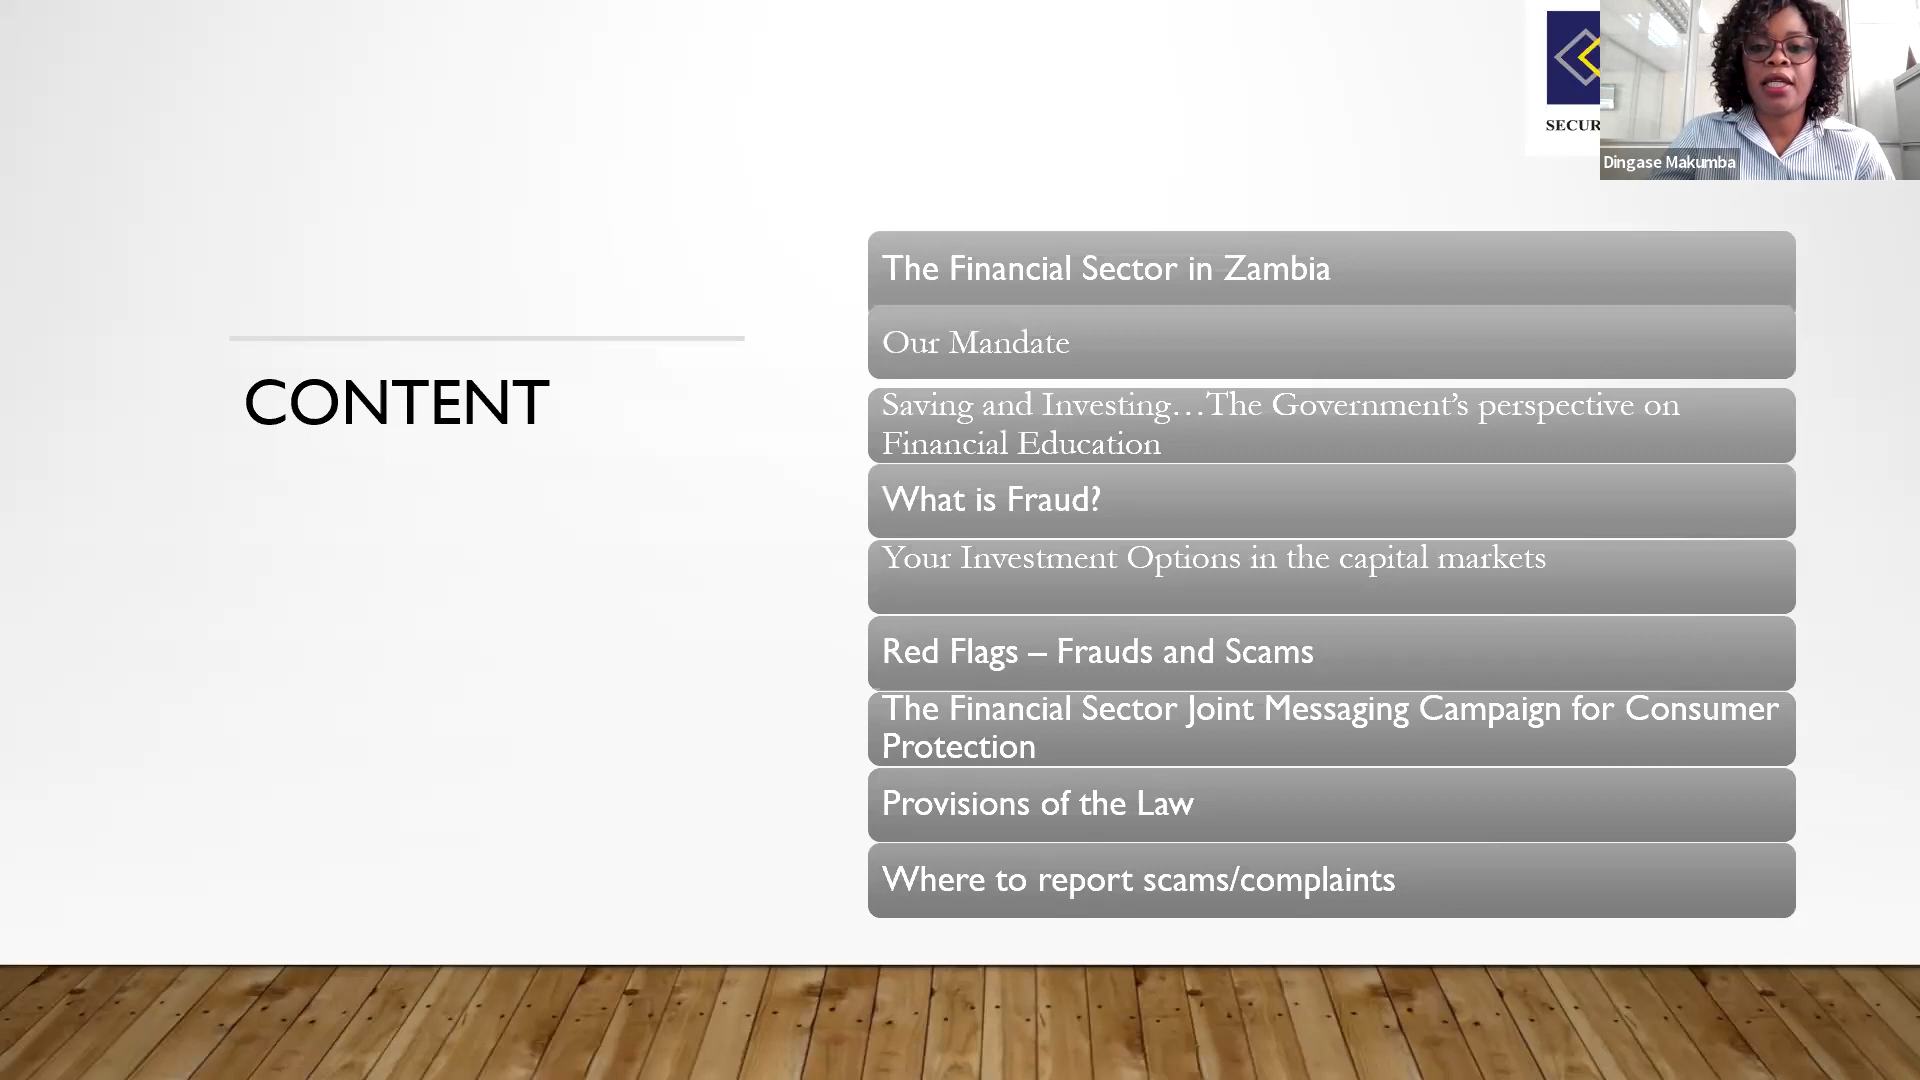 SECUR
Dingase Makumba
CONTENT
The Financial Sector in Zambia
Our Mandate
Saving and Investing…The Government’s perspective on
Financial Education
What is Fraud?
Your Investment Options in the capital markets
Red Flags – Frauds and Scams
The Financial Sector Joint Messaging Campaign for Consumer
Protection
Provisions of the Law
Where to report scams/complaints